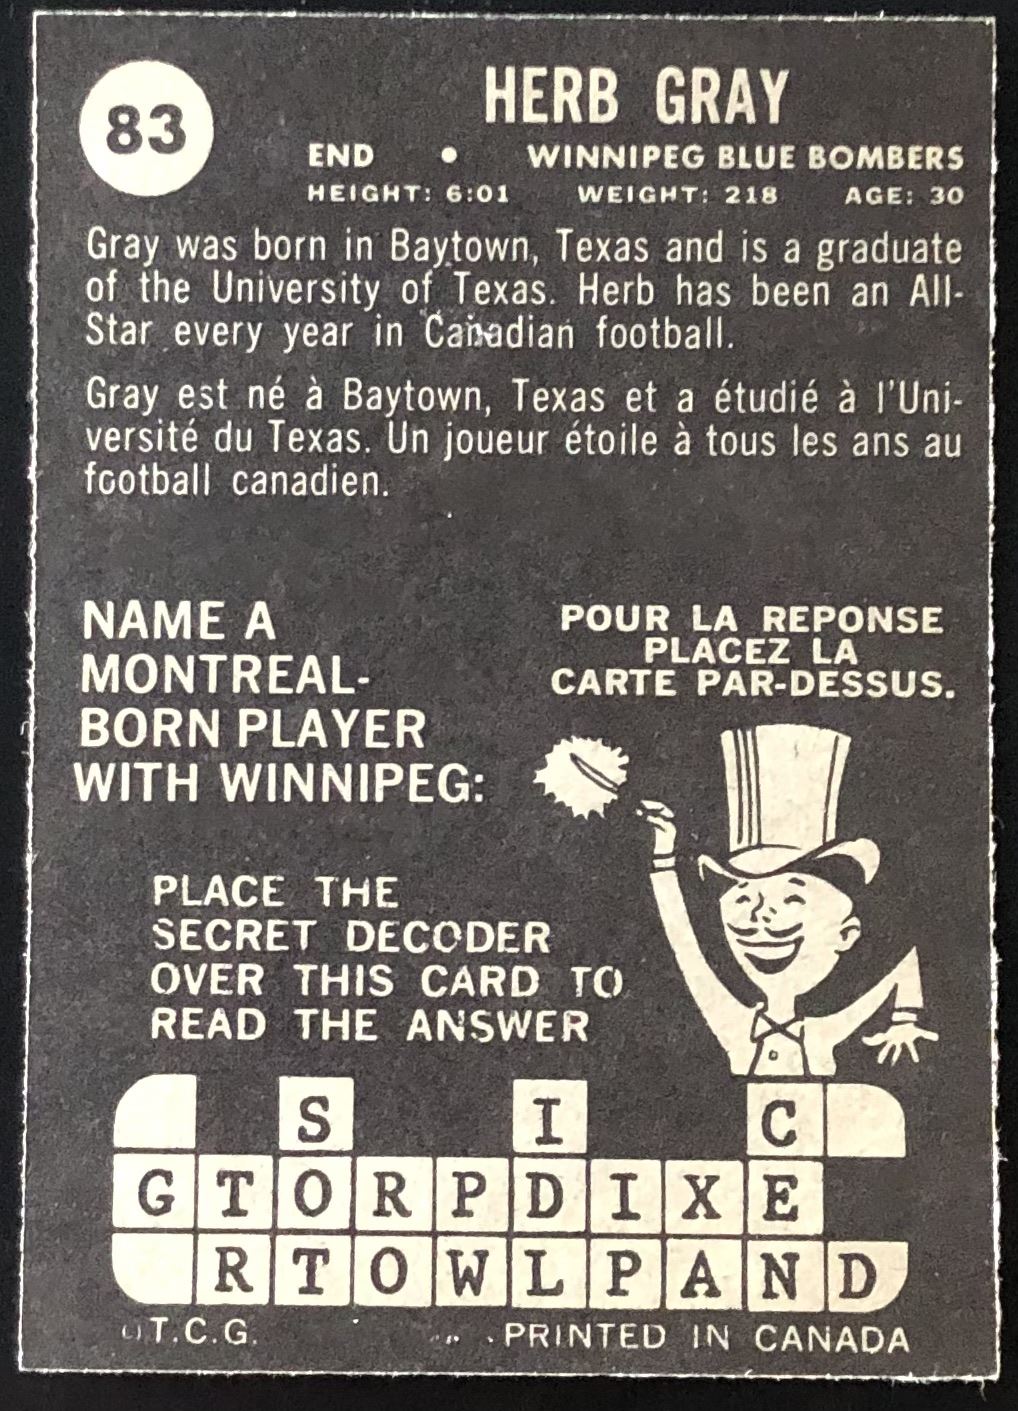 83
HERB GRAY
END • WINNIPEG BLUE BOMBERS
HEIGHT: 6:01 WEIGHT: 218 AGE: 30
Gray was born in Baytown, Texas and is a graduate
of the University of Texas. Herb has been an All-
Star every year in Canadian football.
Gray est né à Baytown, Texas et a étudié à l'Uni-
versité du Texas. Un joueur étoile à tous les ans au
football canadien.
NAME A
MONTREAL-
BORN PLAYER
WITH WINNIPEG:
POUR LA REPONSE
PLACEZ LA
CARTE PAR-DESSUS.
PLACE THE
SECRET DECODER
OVER THIS CARD TO
READ THE ANSWER
S I C
G T O R P D I X E
R T O W L P A N D
T.C.G. PRINTED IN CANADA